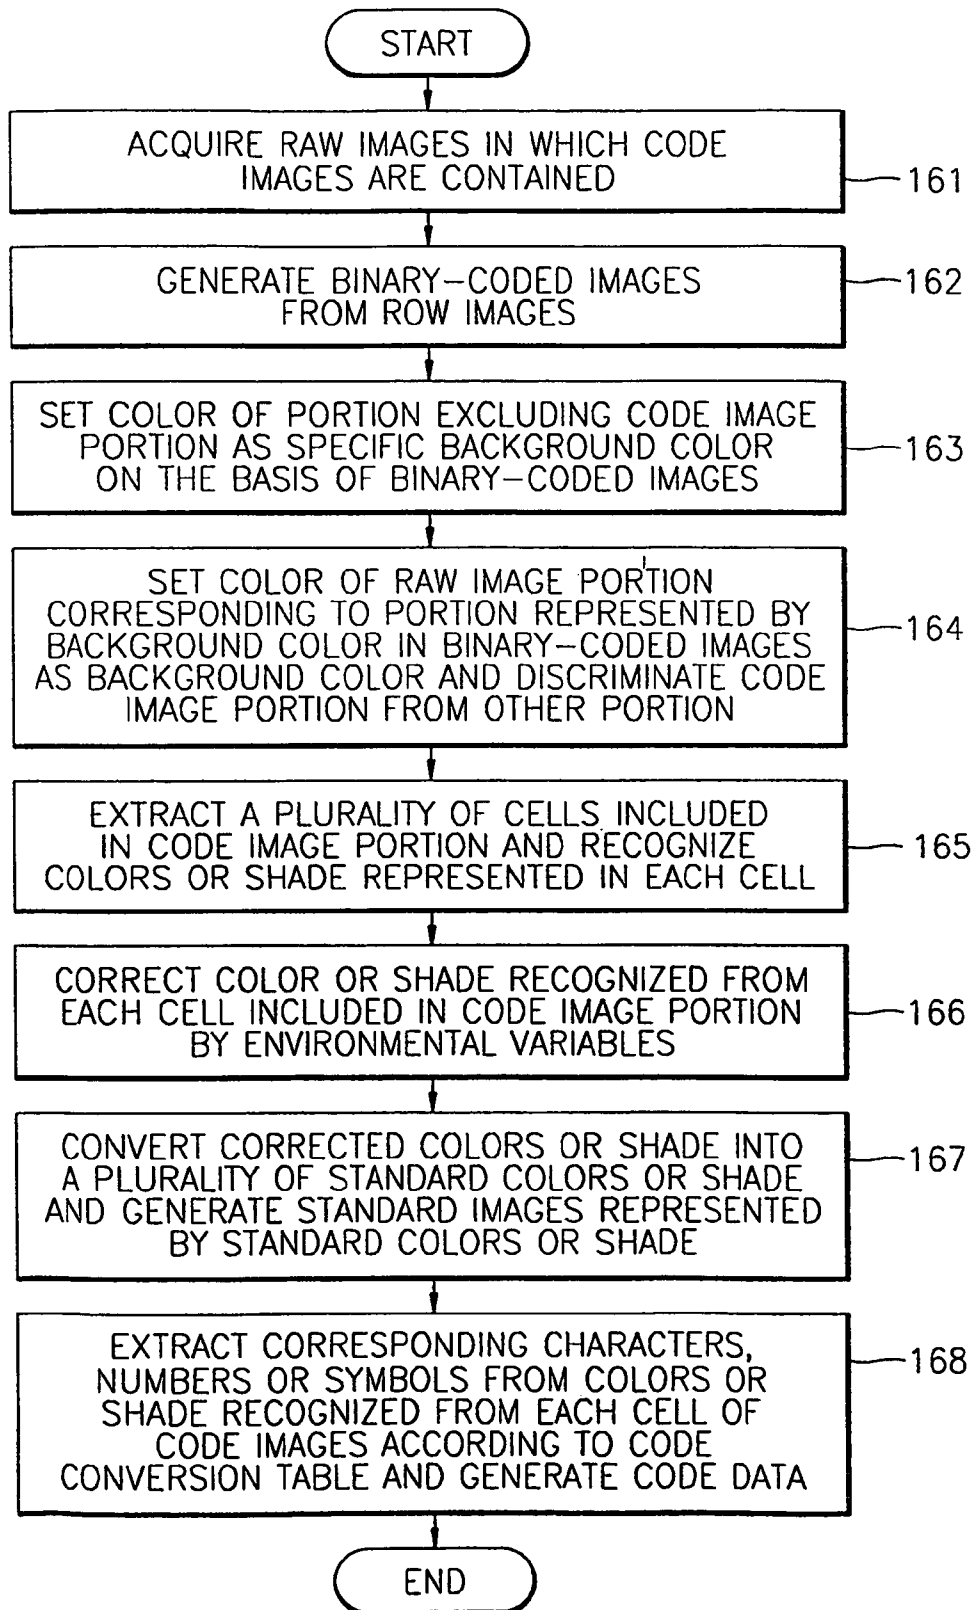 START
ACQUIRE RAW IMAGES IN WHICH CODE
IMAGES ARE CONTAINED
161
GENERATE BINARY-CODED IMAGES
FROM ROW IMAGES
162
SET COLOR OF PORTION EXCLUDING CODE IMAGE
PORTION AS SPECIFIC BACKGROUND COLOR
ON THE BASIS OF BINARY-CODED IMAGES
163
SET COLOR OF RAW IMAGE PORTION
CORRESPONDING TO PORTION REPRESENTED BY
BACKGROUND COLOR IN BINARY-CODED IMAGES
AS BACKGROUND COLOR AND DISCRIMINATE CODE
IMAGE PORTION FROM OTHER PORTION
164
EXTRACT A PLURALITY OF CELLS INCLUDED
IN CODE IMAGE PORTION AND RECOGNIZE
COLORS OR SHADE REPRESENTED IN EACH CELL
165
CORRECT COLOR OR SHADE RECOGNIZED FROM
EACH CELL INCLUDED IN CODE IMAGE PORTION
BY ENVIRONMENTAL VARIABLES
166
CONVERT CORRECTED COLORS OR SHADE INTO
A PLURALITY OF STANDARD COLORS OR SHADE
AND GENERATE STANDARD IMAGES REPRESENTED
BY STANDARD COLORS OR SHADE
167
EXTRACT CORRESPONDING CHARACTERS,
NUMBERS OR SYMBOLS FROM COLORS OR
SHADE RECOGNIZED FROM EACH CELL OF
CODE IMAGES ACCORDING TO CODE
CONVERSION TABLE AND GENERATE CODE DATA
168
END